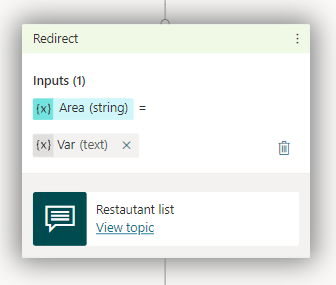 Redirect
Inputs (1)
{x} Area (string) =
{x} Var (text) ×
Restautant list
View topic